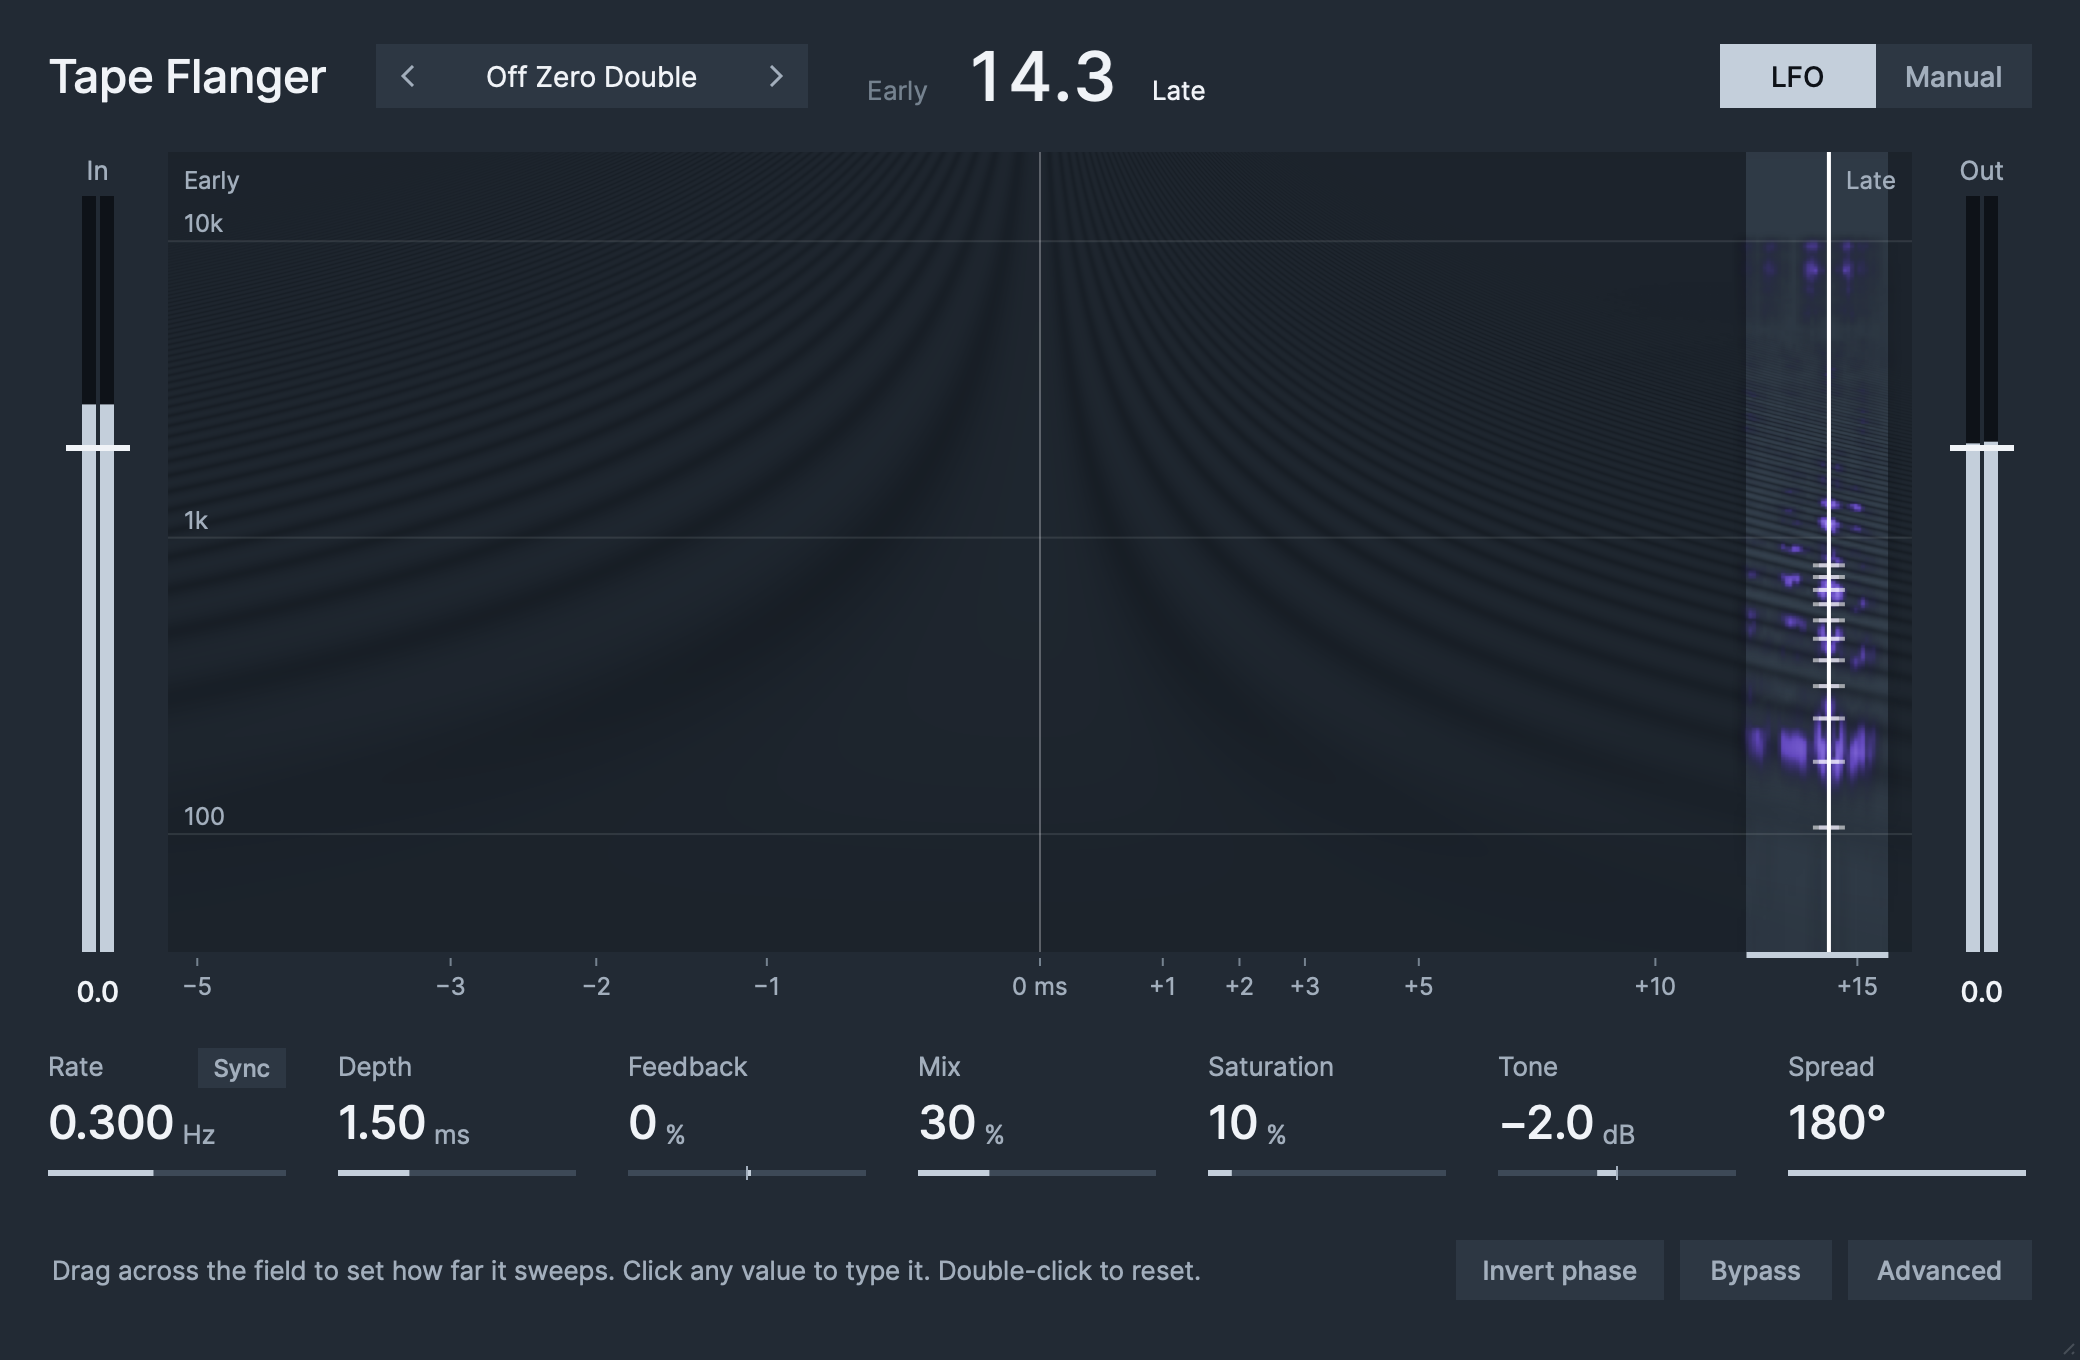 Tape Flanger
Off Zero Double
Early 14.3 Late
LFO Manual
In
Early
Late
Out
10k
1k
100
0.0
−5 −3 −2 −1 0 ms +1 +2 +3 +5 +10 +15
0.0
Rate Sync
0.300 Hz
Depth
1.50 ms
Feedback
0 %
Mix
30 %
Saturation
10 %
Tone
−2.0 dB
Spread
180°
Drag across the field to set how far it sweeps. Click any value to type it. Double-click to reset.
Invert phase
Bypass
Advanced